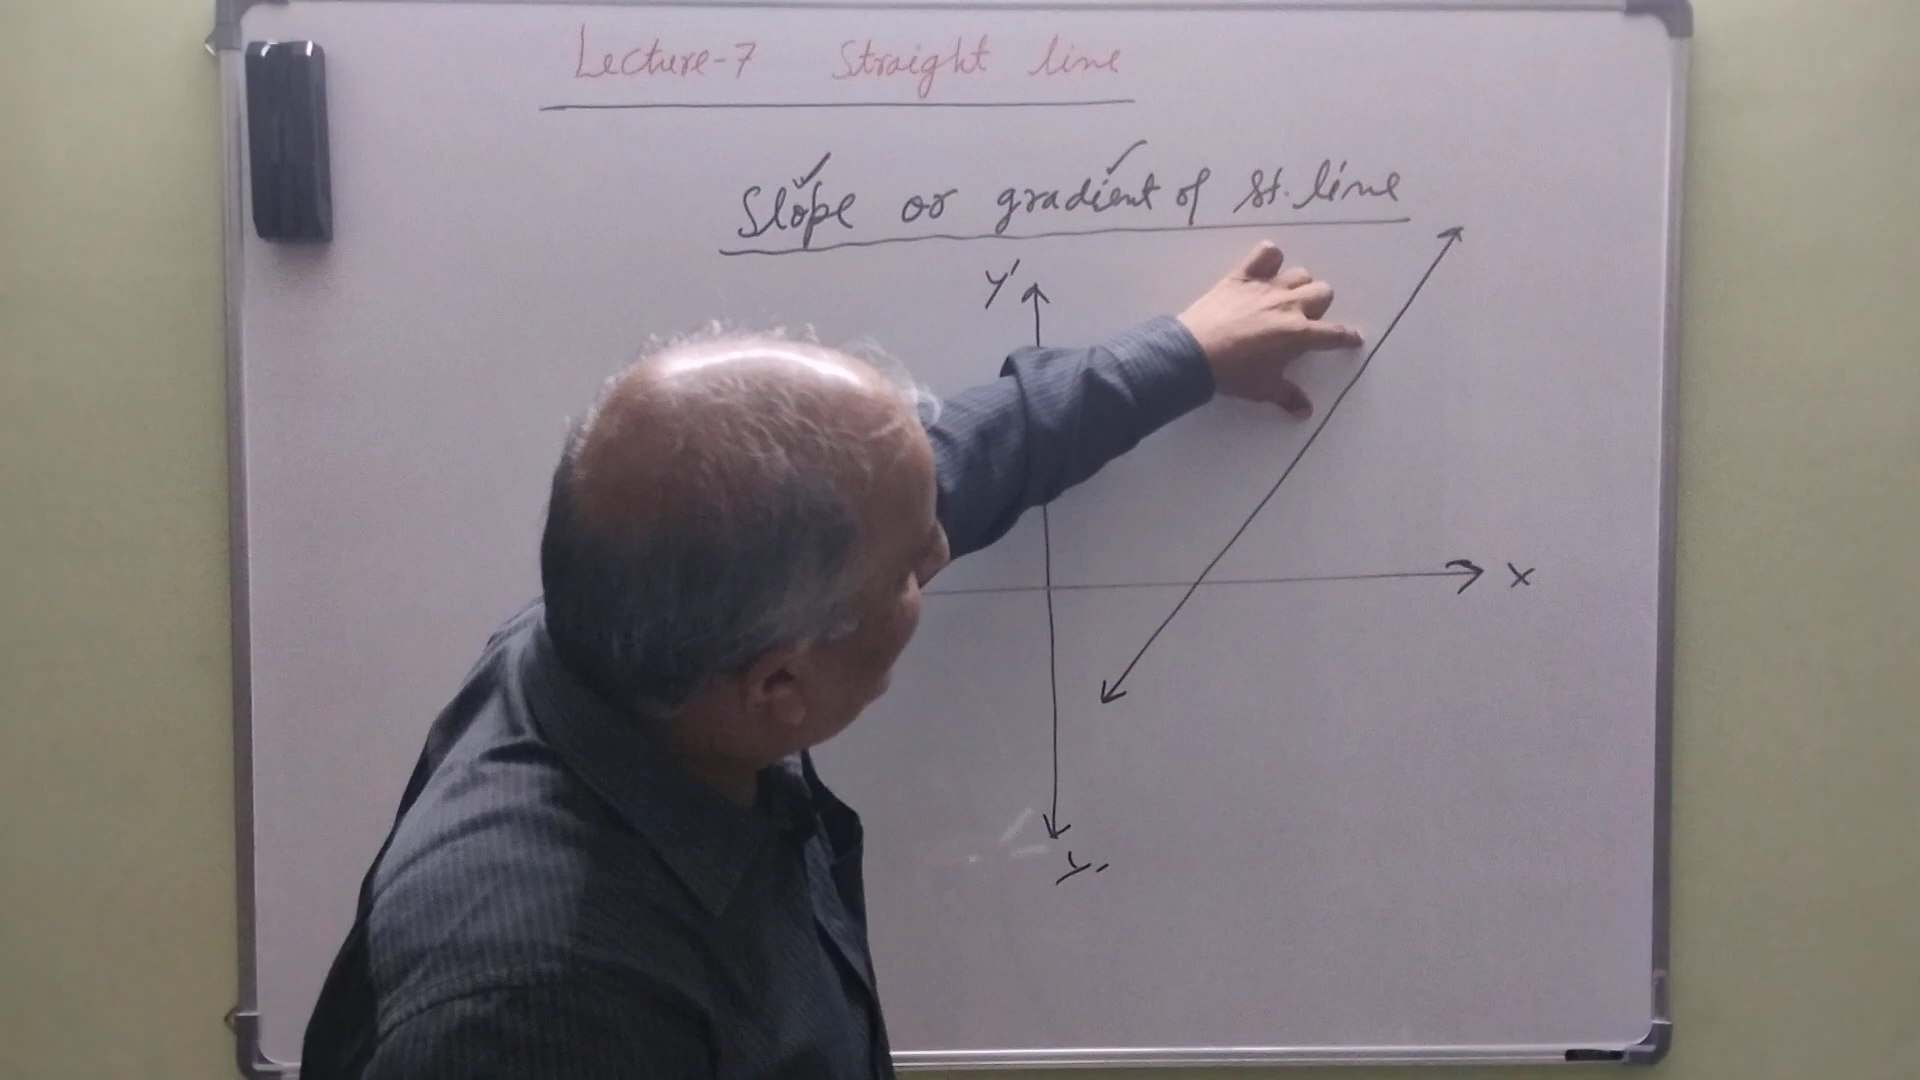 Lecture-7 Straight line
Slope or gradient of St. line
Y'
X
Y,